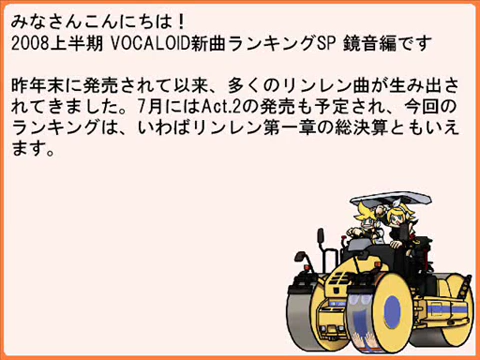 みなさんこんにちは！
2008上半期 VOCALOID新曲ランキングSP 鏡音編です
昨年末に発売されて以来、多くのリンレン曲が生み出さ
れてきました。7月にはAct.2の発売も予定され、今回の
ランキングは、いわばリンレン第一章の総決算ともいえ
ます。